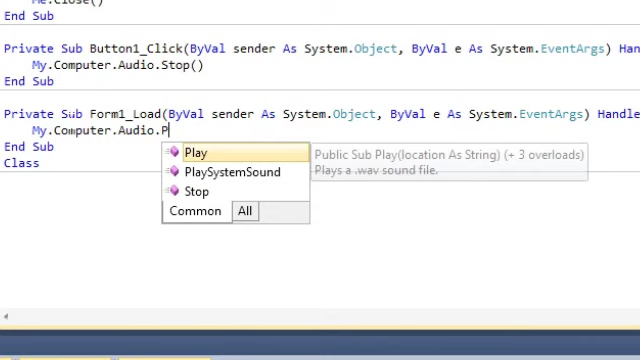 Me.Close()
End Sub
Private Sub Button1_Click(ByVal sender As System.Object, ByVal e As System.EventArgs) Han
My.Computer.Audio.Stop()
End Sub
Private Sub Form1_Load(ByVal sender As System.Object, ByVal e As System.EventArgs) Handle
My.Computer.Audio.P
End Sub
Class
Play
PlaySystemSound
Stop
Common All
Public Sub Play(location As String) (+ 3 overloads)
Plays a .wav sound file.